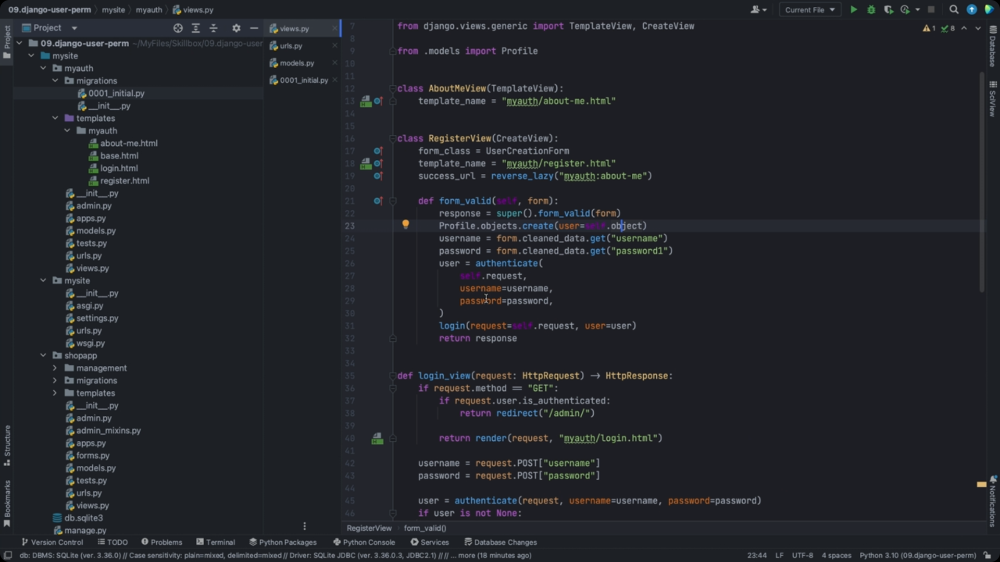 09.django-user-perm
mysite
myauth
views.py
Current File
Project
Project
09.django-user-perm ~/MyFiles/Skillbox/09.django-user
mysite
myauth
migrations
0001_initial.py
__init__.py
templates
myauth
about-me.html
base.html
login.html
register.html
__init__.py
admin.py
apps.py
models.py
tests.py
urls.py
views.py
mysite
__init__.py
asgi.py
settings.py
urls.py
wsgi.py
shopapp
management
migrations
templates
__init__.py
admin.py
admin_mixins.py
apps.py
forms.py
models.py
tests.py
urls.py
views.py
db.sqlite3
manage.py
Structure
Bookmarks
views.py
urls.py
models.py
0001_initial.py
7 from django.views.generic import TemplateView, CreateView
8
9 from .models import Profile
10
11
12 class AboutMeView(TemplateView):
13 template_name = "myauth/about-me.html"
14
15
16 class RegisterView(CreateView):
17 form_class = UserCreationForm
18 template_name = "myauth/register.html"
19 success_url = reverse_lazy("myauth:about-me")
20
21 def form_valid(self, form):
22 response = super().form_valid(form)
23 Profile.objects.create(user=self.object)
24 username = form.cleaned_data.get("username")
25 password = form.cleaned_data.get("password1")
26 user = authenticate(
27 self.request,
28 username=username,
29 password=password,
30 )
31 login(request=self.request, user=user)
32 return response
33
34
35 def login_view(request: HttpRequest) → HttpResponse:
36 if request.method == "GET":
37 if request.user.is_authenticated:
38 return redirect("/admin/")
39
40 return render(request, "myauth/login.html")
41
42 username = request.POST["username"]
43 password = request.POST["password"]
44
45 user = authenticate(request, username=username, password=password)
46 if user is not None:
1 8
Database
SciView
Notifications
RegisterView
form_valid()
Version Control
TODO
Problems
Terminal
Python Packages
Python Console
Services
Database Changes
db: DBMS: SQLite (ver. 3.36.0) // Case sensitivity: plain=mixed, delimited=mixed // Driver: SQLite JDBC (ver. 3.36.0.3, JDBC2.1) // // ... more (18 minutes ago)
23:44 LF UTF-8 4 spaces Python 3.10 (09.django-user-perm)